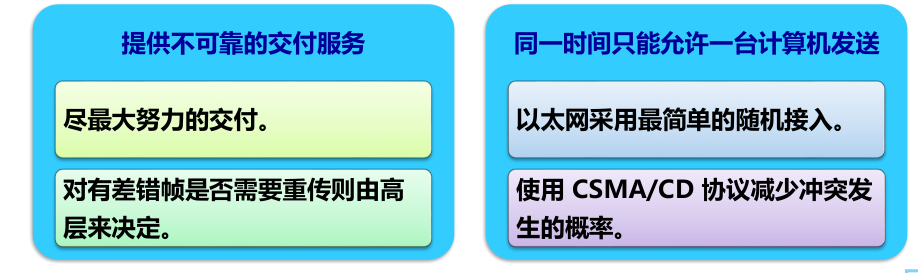 提供不可靠的交付服务
尽最大努力的交付。
对有差错帧是否需要重传则由高
层来决定。
同一时间只能允许一台计算机发送
以太网采用最简单的随机接入。
使用 CSMA/CD 协议减少冲突发
生的概率。